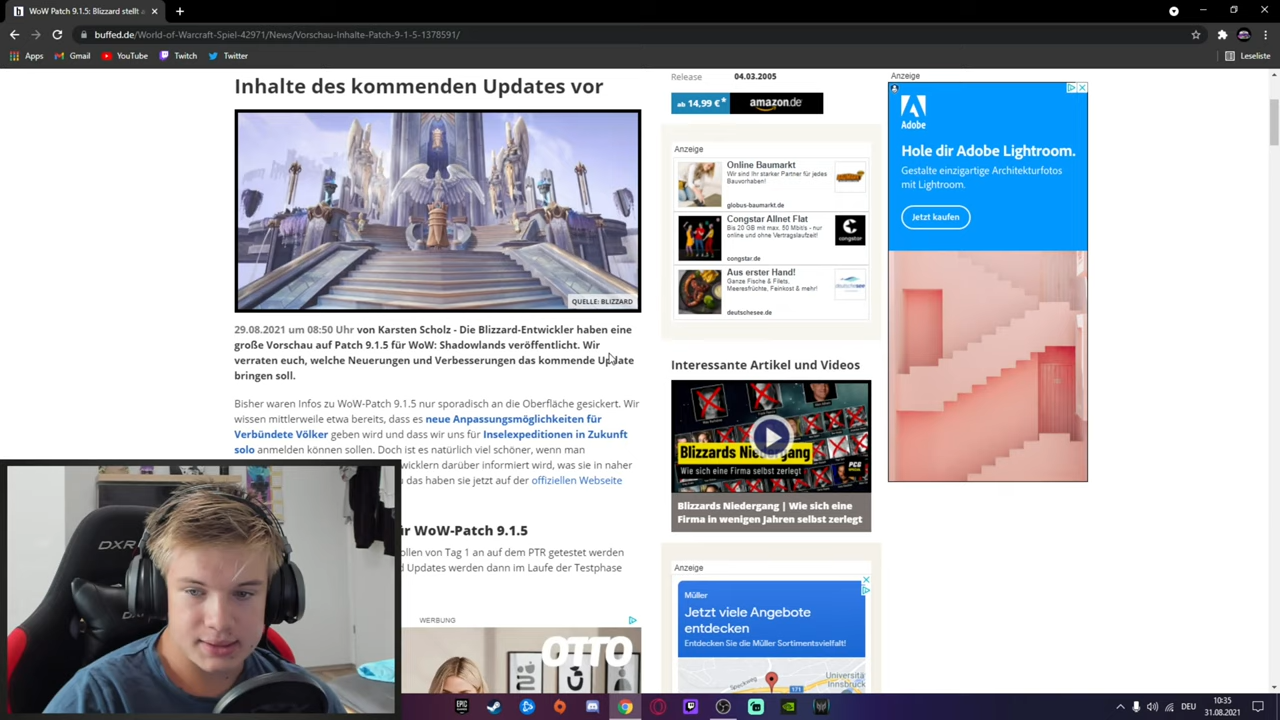 WoW Patch 9.1.5: Blizzard stellt a
buffed.de/World-of-Warcraft-Spiel-42971/News/Vorschau-Inhalte-Patch-9-1-5-1378591/
Apps
Gmail
YouTube
Twitch
Twitter
Leseliste
Inhalte des kommenden Updates vor
QUELLE: BLIZZARD
29.08.2021 um 08:50 Uhr von Karsten Scholz - Die Blizzard-Entwickler haben eine
große Vorschau auf Patch 9.1.5 für WoW: Shadowlands veröffentlicht. Wir
verraten euch, welche Neuerungen und Verbesserungen das kommende Update
bringen soll.
Bisher waren Infos zu WoW-Patch 9.1.5 nur sporadisch an die Oberfläche gesickert. Wir
wissen mittlerweile etwa bereits, dass es neue Anpassungsmöglichkeiten für
Verbündete Völker geben wird und dass wir uns für Inselexpeditionen in Zukunft
solo anmelden können sollen. Doch ist es natürlich viel schöner, wenn man
wicklern darüber informiert wird, was sie in naher
das haben sie jetzt auf der offiziellen Webseite
ür WoW-Patch 9.1.5
ollen von Tag 1 an auf dem PTR getestet werden
d Updates werden dann im Laufe der Testphase
WERBUNG
OTTO
DXR
Release
04.03.2005
ab 14,99 €*
amazon.de
Anzeige
Online Baumarkt
Wir sind Ihr starker Partner für jedes
Bauvorhaben!
globus-baumarkt.de
Congstar Allnet Flat
Bis 20 GB mit max. 50 Mbit/s - nur
online und ohne Vertragslaufzeit!
congstar.de
congstar
Aus erster Hand!
Ganze Fische & Filets,
Meeresfrüchte, Feinkost & mehr!
deutschesee.de
Interessante Artikel und Videos
Blizzards Niedergang
Wie sich eine Firma selbst zerlegt
PCG
SPECIAL
Blizzards Niedergang | Wie sich eine
Firma in wenigen Jahren selbst zerlegt
Anzeige
Müller
Jetzt viele Angebote
entdecken
Entdecken Sie die Müller Sortimentsvielfalt!
Speckweg
171
Universitä
Innsbruck
Anzeige
Adobe
Hole dir Adobe Lightroom.
Gestalte einzigartige Architekturfotos
mit Lightroom.
Jetzt kaufen
EPIC
DEU
10:35
31.08.2021